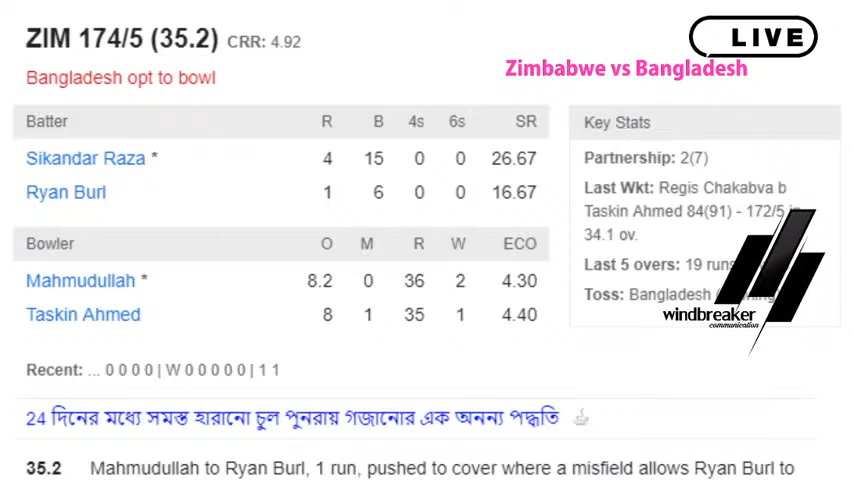 ZIM 174/5 (35.2) CRR: 4.92
LIVE
Zimbabwe vs Bangladesh
Bangladesh opt to bowl
Batter R B 4s 6s SR
Sikandar Raza * 4 15 0 0 26.67
Ryan Burl 1 6 0 0 16.67
Bowler O M R W ECO
Mahmudullah * 8.2 0 36 2 4.30
Taskin Ahmed 8 1 35 1 4.40
Key Stats
Partnership: 2(7)
Last Wkt: Regis Chakabva b
Taskin Ahmed 84(91) - 172/5
34.1 ov.
Last 5 overs: 19 runs
Toss: Bangladesh
windbreaker
communication
Recent: ... 0 0 0 0 | W 0 0 0 0 0 | 1 1
24 দিনের মধ্যে সমস্ত হারানো চুল পুনরায় গজানোর এক অনন্য পদ্ধতি
35.2 Mahmudullah to Ryan Burl, 1 run, pushed to cover where a misfield allows Ryan Burl to